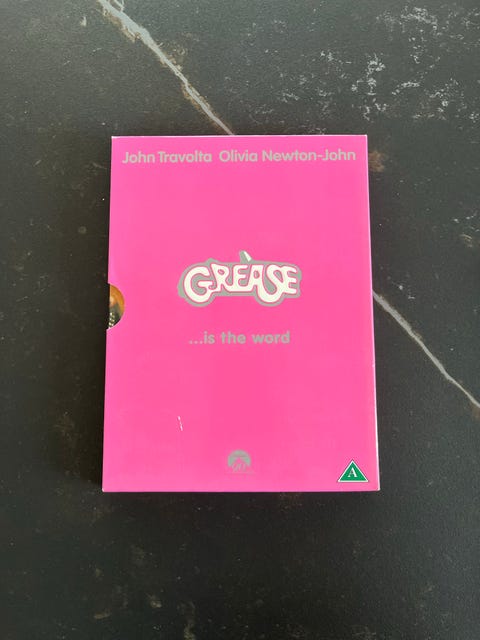 John Travolta Olivia Newton-John
GREASE
...is the word
A